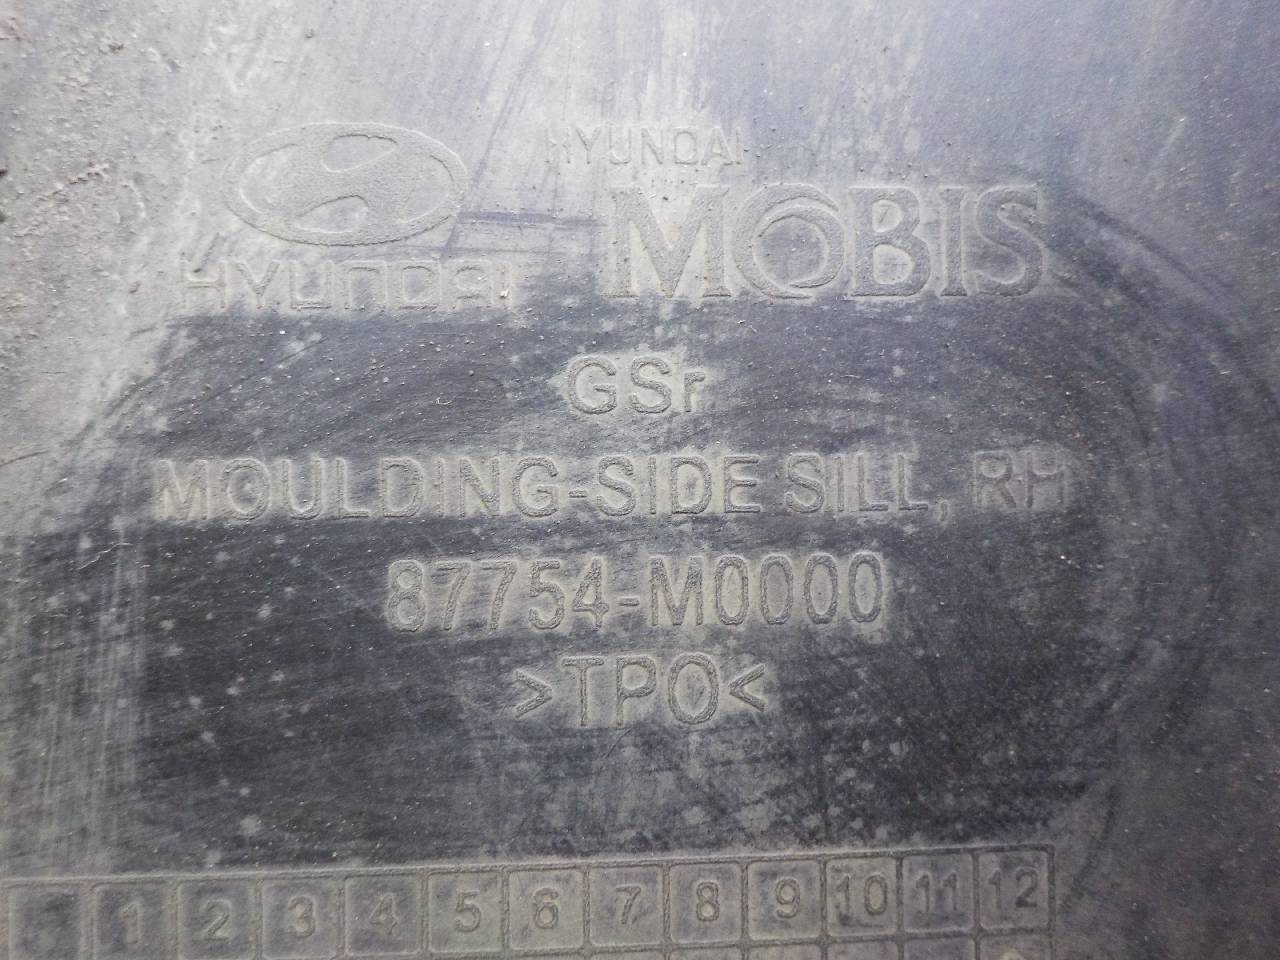 HYUNDAI
HYUNDAI
MOBIS
GSr
MOULDING-SIDE SILL, RH
87754-M0000
>TPO<
1 2 3 4 5 6 7 8 9 10 11 12